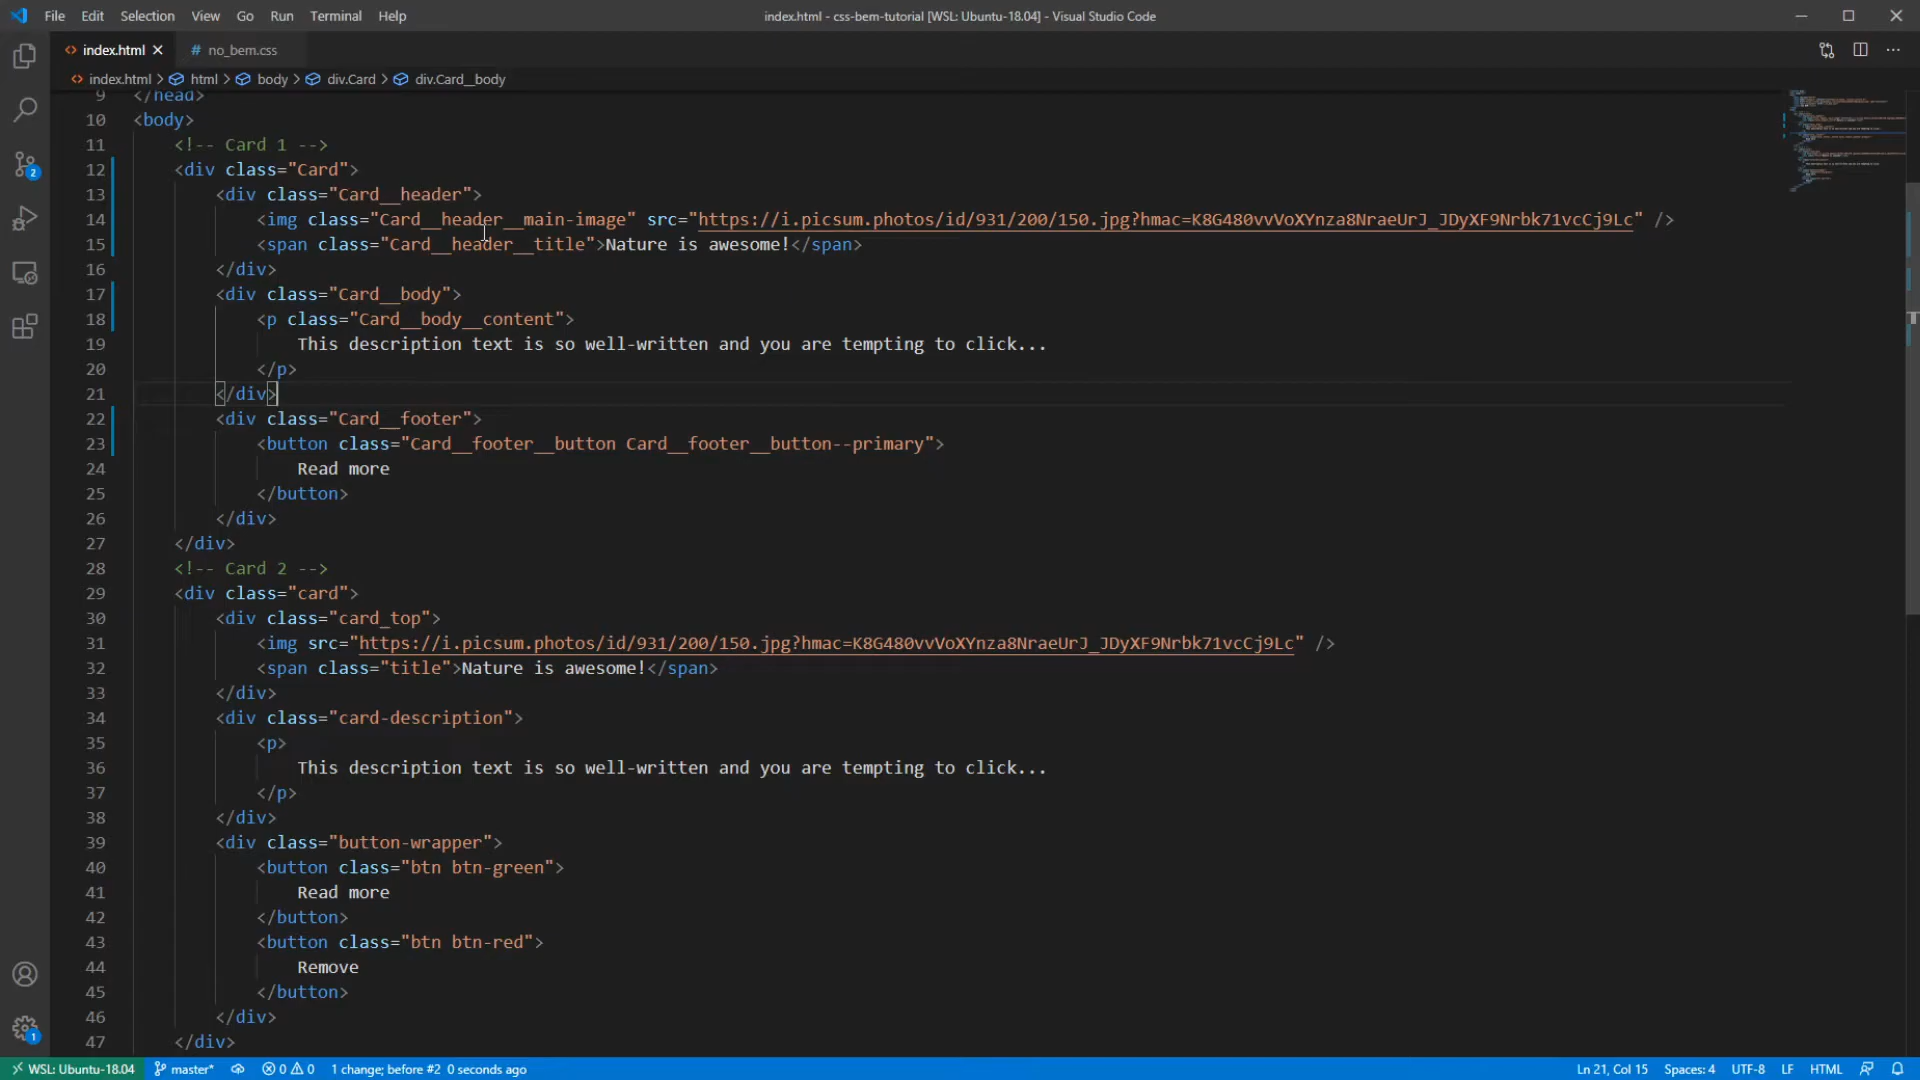 File Edit Selection View Go Run Terminal Help
index.html - css-bem-tutorial [WSL: Ubuntu-18.04] - Visual Studio Code
index.html
# no_bem.css
index.html > html > body > div.Card > div.Card__body
9 </head>
10 <body>
11 <!-- Card 1 -->
12 <div class="Card">
13 <div class="Card__header">
14 <img class="Card__header__main-image" src="https://i.picsum.photos/id/931/200/150.jpg?hmac=K8G480vvVoXYnza8NraeUrJ_JDyXF9Nrbk71vcCj9Lc" />
15 <span class="Card__header__title">Nature is awesome!</span>
16 </div>
17 <div class="Card__body">
18 <p class="Card__body__content">
19 This description text is so well-written and you are tempting to click...
20 </p>
21 </div>
22 <div class="Card__footer">
23 <button class="Card__footer__button Card__footer__button--primary">
24 Read more
25 </button>
26 </div>
27 </div>
28 <!-- Card 2 -->
29 <div class="card">
30 <div class="card_top">
31 <img src="https://i.picsum.photos/id/931/200/150.jpg?hmac=K8G480vvVoXYnza8NraeUrJ_JDyXF9Nrbk71vcCj9Lc" />
32 <span class="title">Nature is awesome!</span>
33 </div>
34 <div class="card-description">
35 <p>
36 This description text is so well-written and you are tempting to click...
37 </p>
38 </div>
39 <div class="button-wrapper">
40 <button class="btn btn-green">
41 Read more
42 </button>
43 <button class="btn btn-red">
44 Remove
45 </button>
46 </div>
47 </div>
2
1
WSL: Ubuntu-18.04 master* 0 0 1 change; before #2 0 seconds ago
Ln 21, Col 15 Spaces: 4 UTF-8 LF HTML